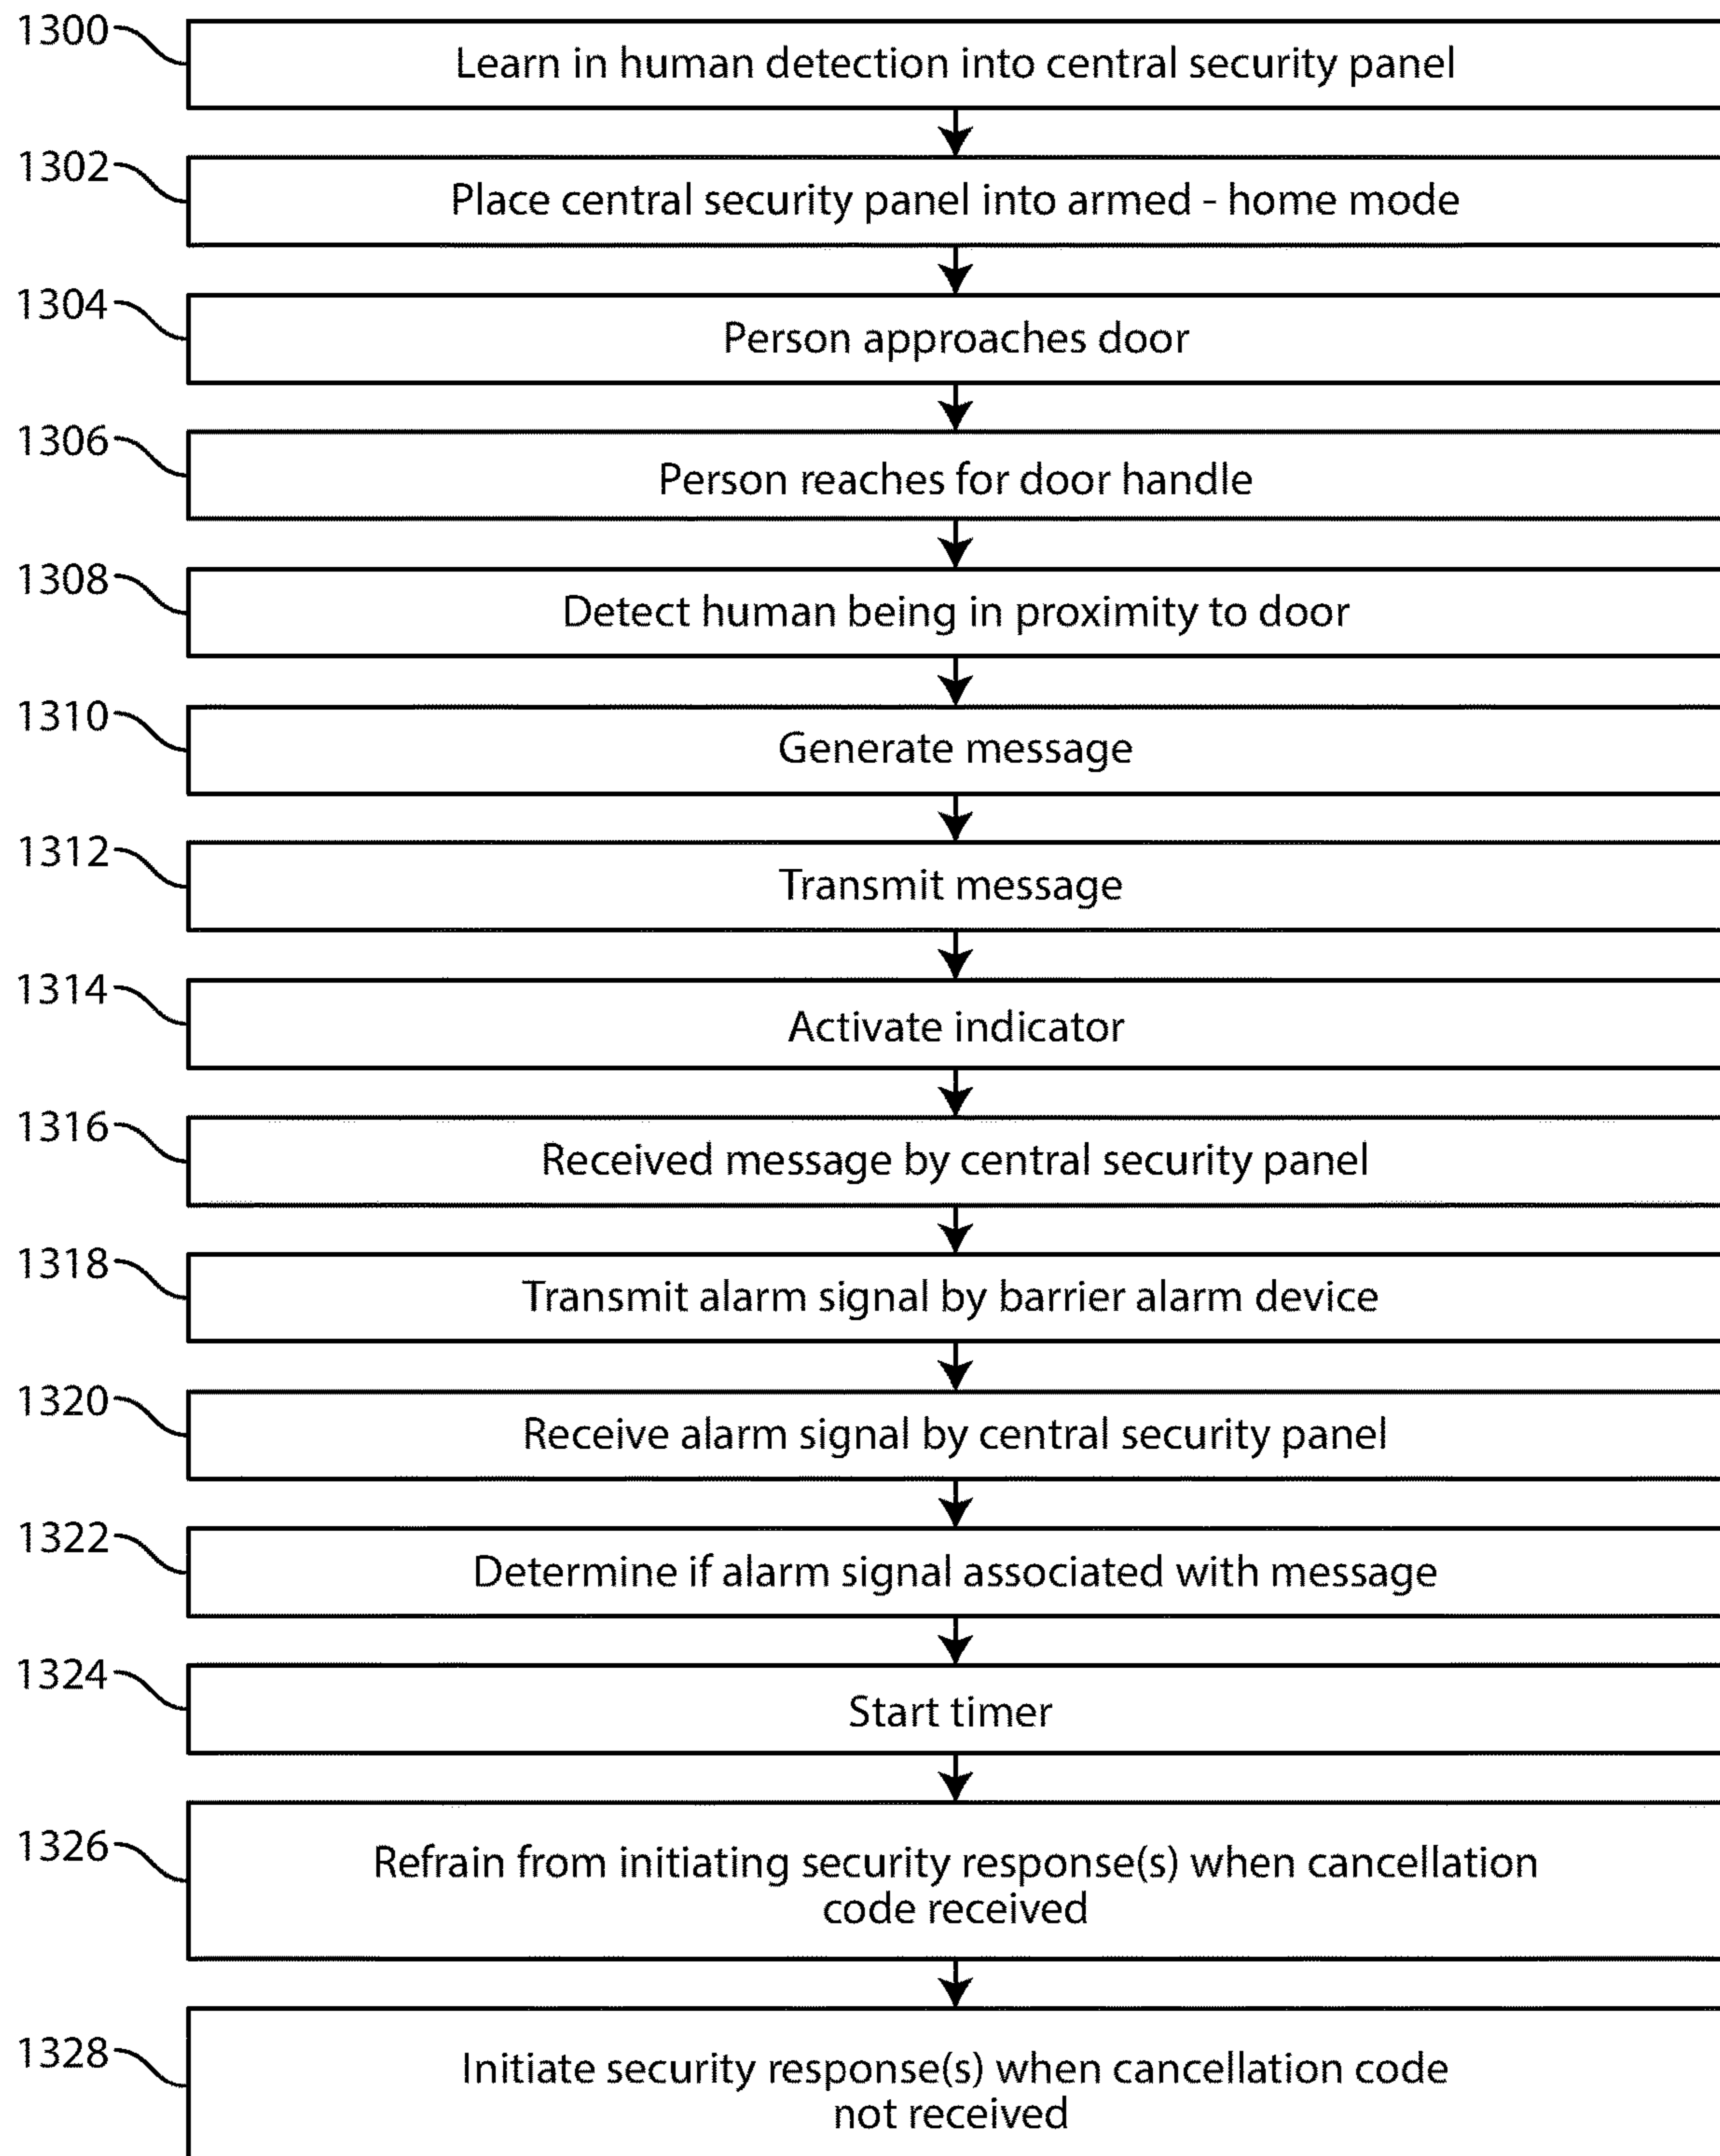 1300
Learn in human detection into central security panel
1302
Place central security panel into armed - home mode
1304
Person approaches door
1306
Person reaches for door handle
1308
Detect human being in proximity to door
1310
Generate message
1312
Transmit message
1314
Activate indicator
1316
Received message by central security panel
1318
Transmit alarm signal by barrier alarm device
1320
Receive alarm signal by central security panel
1322
Determine if alarm signal associated with message
1324
Start timer
1326
Refrain from initiating security response(s) when cancellation
code received
1328
Initiate security response(s) when cancellation code
not received